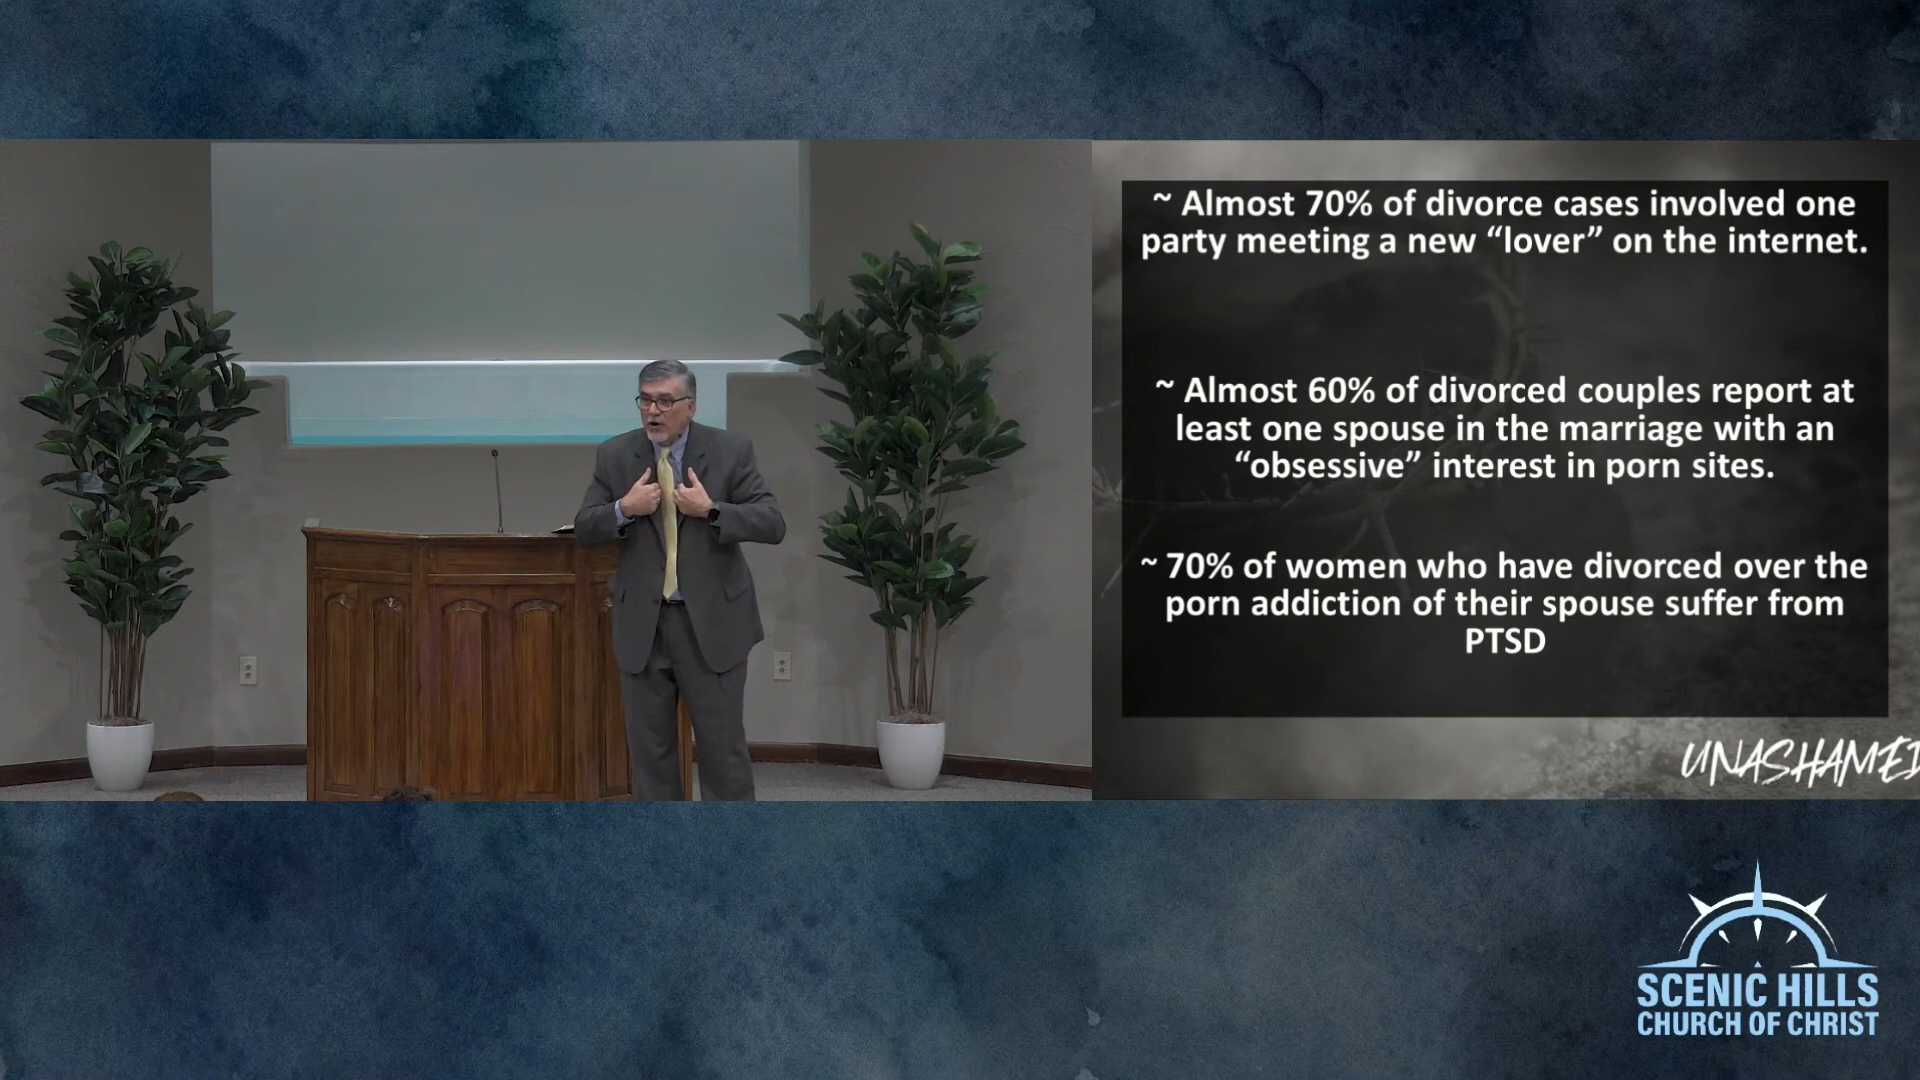 ~ Almost 70% of divorce cases involved one
party meeting a new “lover” on the internet.
~ Almost 60% of divorced couples report at
least one spouse in the marriage with an
“obsessive” interest in porn sites.
~ 70% of women who have divorced over the
porn addiction of their spouse suffer from
PTSD
UNASHAMED
SCENIC HILLS
CHURCH OF CHRIST